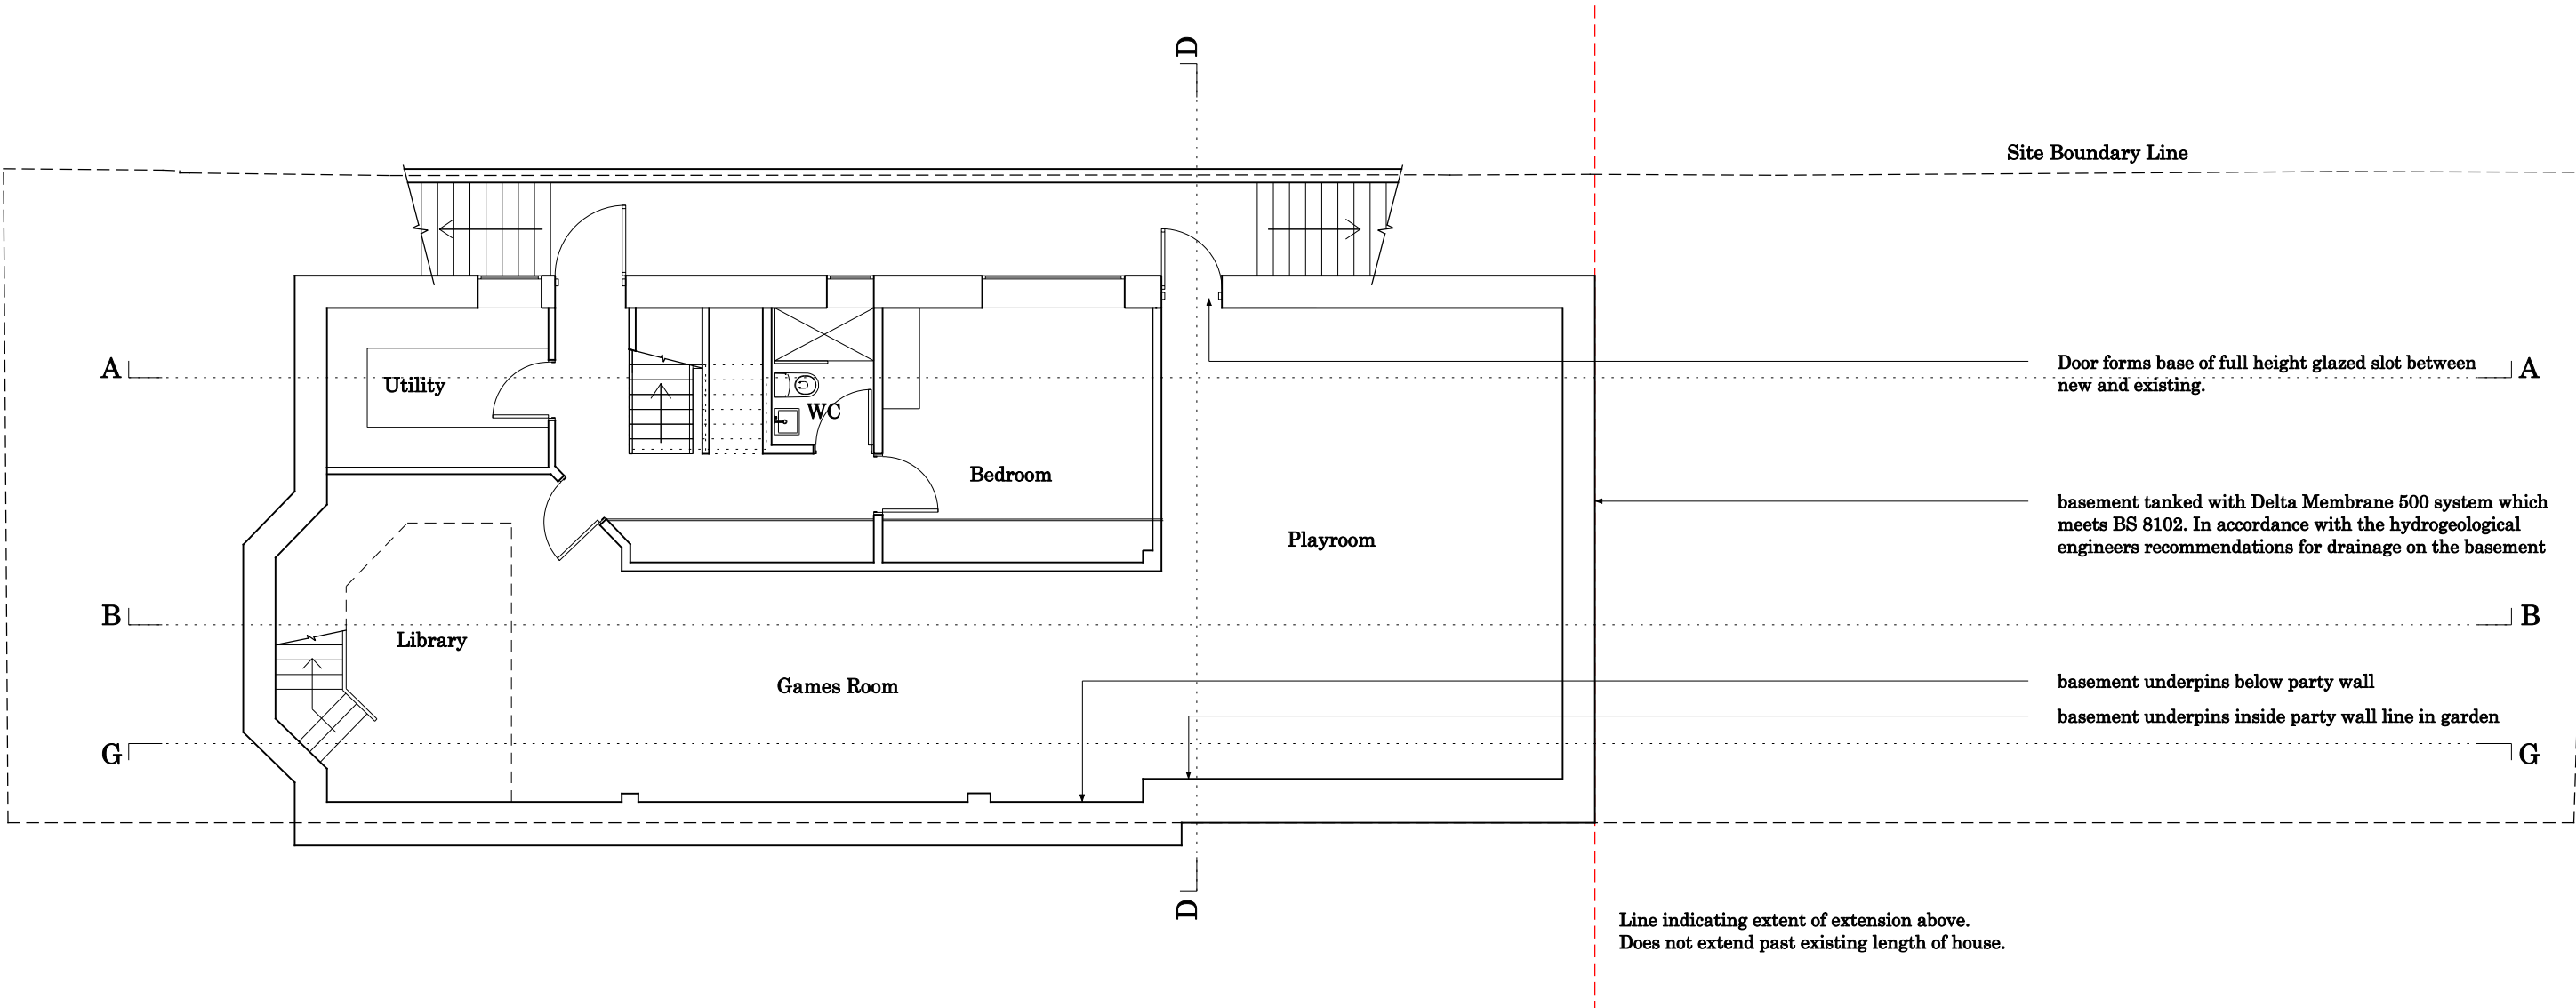 D
Site Boundary Line
A
Door forms base of full height glazed slot between
new and existing.
A
Utility
WC
Bedroom
basement tanked with Delta Membrane 500 system which
meets BS 8102. In accordance with the hydrogeological
engineers recommendations for drainage on the basement
Playroom
B
B
Library
Games Room
basement underpins below party wall
basement underpins inside party wall line in garden
G
G
D
Line indicating extent of extension above.
Does not extend past existing length of house.